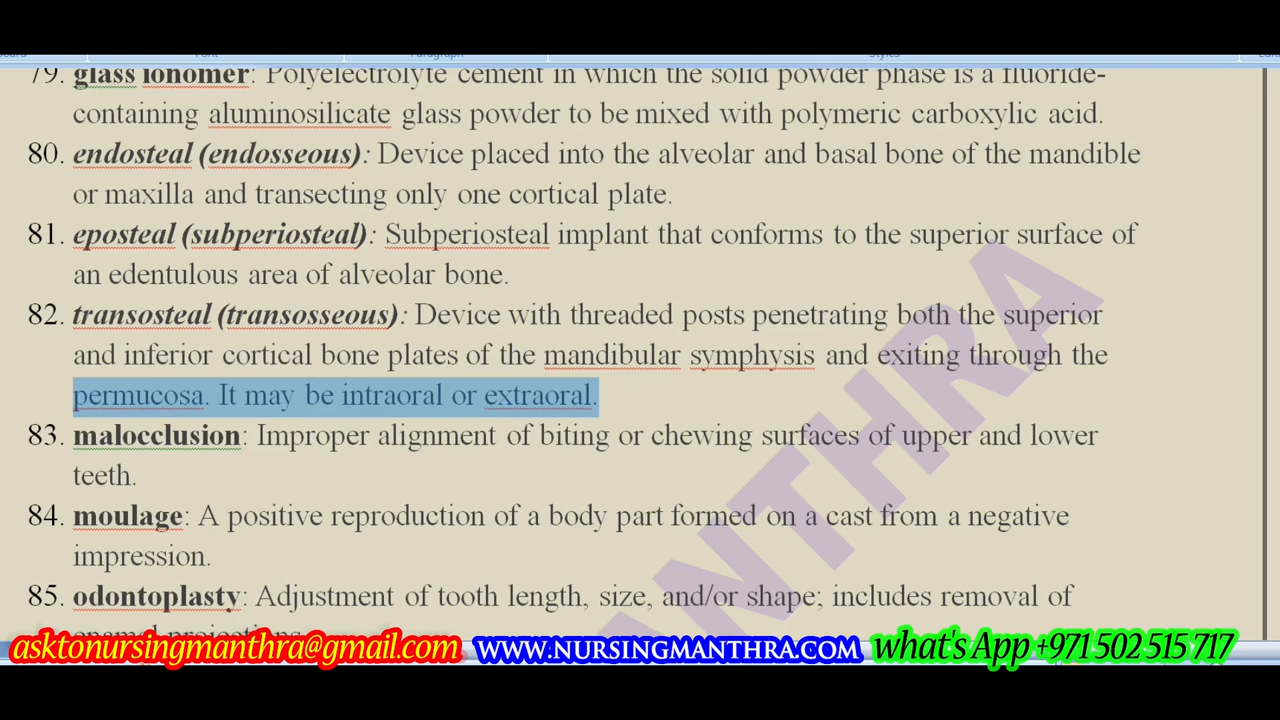 Font Paragraph Styles
79. glass ionomer: Polyelectrolyte cement in which the solid powder phase is a fluoride-
containing aluminosilicate glass powder to be mixed with polymeric carboxylic acid.
80. endosteal (endosseous): Device placed into the alveolar and basal bone of the mandible
or maxilla and transecting only one cortical plate.
81. eposteal (subperiosteal): Subperiosteal implant that conforms to the superior surface of
an edentulous area of alveolar bone.
82. transosteal (transosseous): Device with threaded posts penetrating both the superior
and inferior cortical bone plates of the mandibular symphysis and exiting through the
permucosa. It may be intraoral or extraoral.
83. malocclusion: Improper alignment of biting or chewing surfaces of upper and lower
teeth.
84. moulage: A positive reproduction of a body part formed on a cast from a negative
impression.
85. odontoplasty: Adjustment of tooth length, size, and/or shape; includes removal of
enamel projections.
ANTHRA
asktonursingmanthra@gmail.com WWW.NURSINGMANTHRA.COM what's App +971 502 515 717